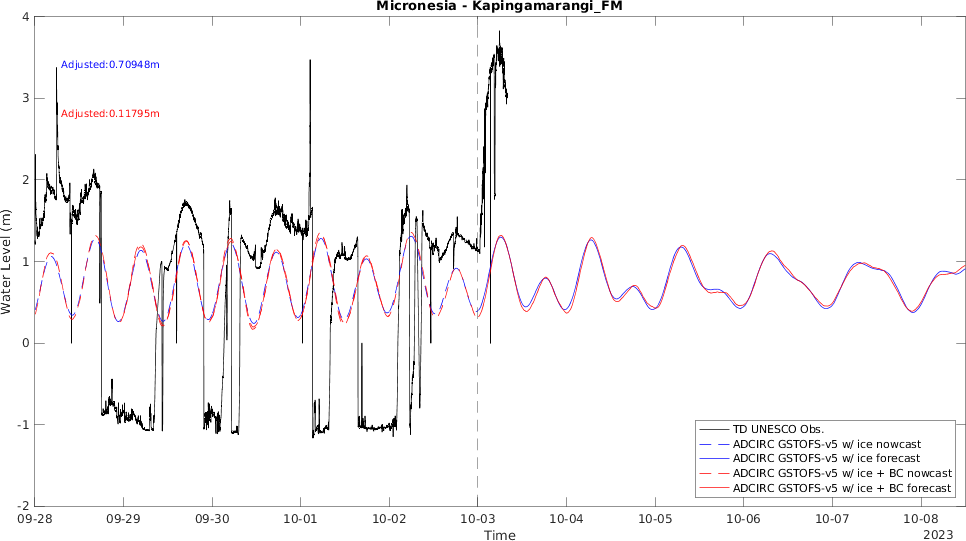 Micronesia - Kapingamarangi_FM
4
3
2
1
0
-1
-2
Water Level (m)
Adjusted:0.70948m
Adjusted:0.11795m
TD UNESCO Obs.
ADCIRC GSTOFS-v5 w/ ice nowcast
ADCIRC GSTOFS-v5 w/ ice forecast
ADCIRC GSTOFS-v5 w/ ice + BC nowcast
ADCIRC GSTOFS-v5 w/ ice + BC forecast
09-28 09-29 09-30 10-01 10-02 10-03 10-04 10-05 10-06 10-07 10-08
Time
2023